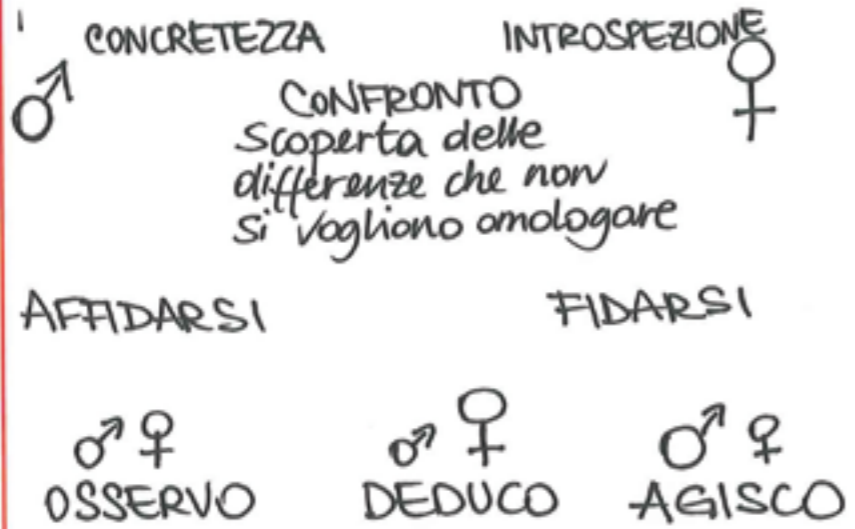 CONCRETEZZA INTROSPEZIONE
♂ ♀
CONFRONTO
Scoperta delle
differenze che non
si vogliono omologare
AFFIDARSI FIDARSI
♂♀ ♂♀ ♂♀
OSSERVO DEDUCO AGISCO